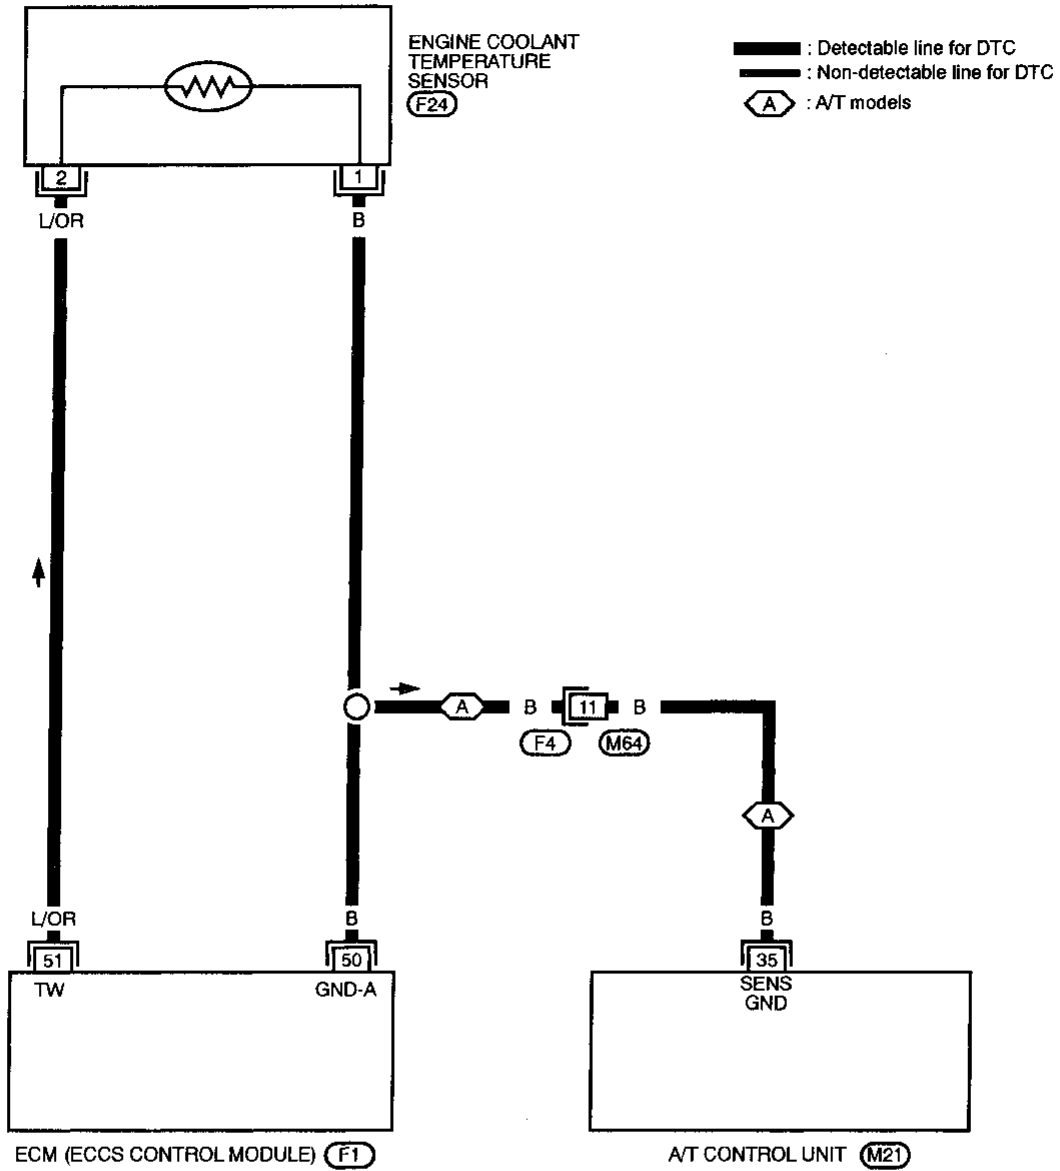 ENGINE COOLANT
TEMPERATURE
SENSOR
F24
: Detectable line for DTC
: Non-detectable line for DTC
A : A/T models
2 1
L/OR B
A B 11 B
F4 M64
A
L/OR B B
51 50 35
TW GND-A SENS
GND
ECM (ECCS CONTROL MODULE) F1 A/T CONTROL UNIT M21